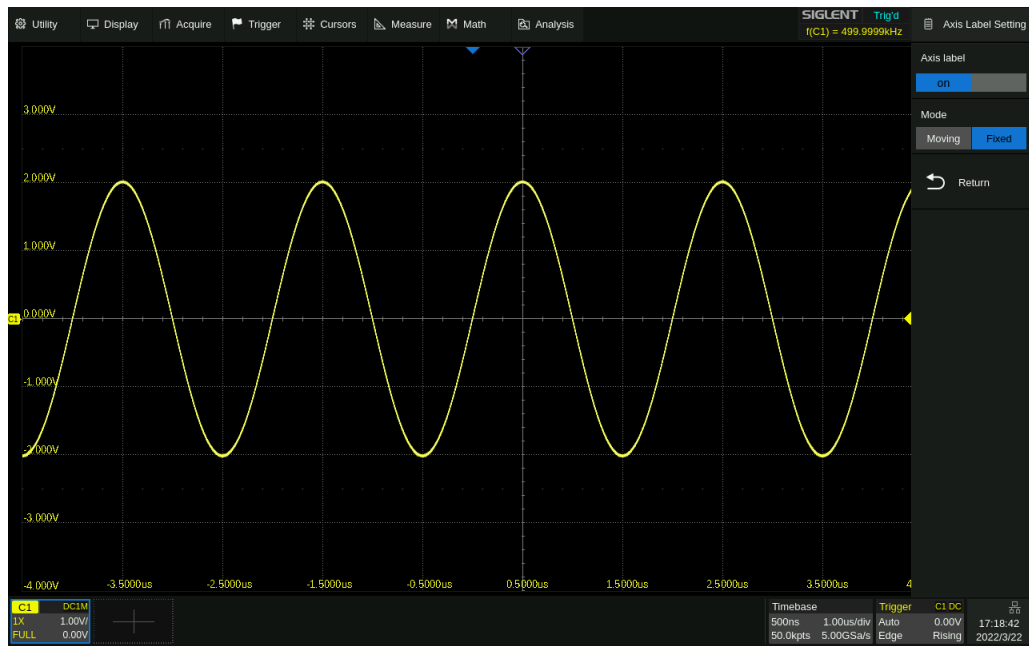 Utility Display Acquire Trigger Cursors Measure Math Analysis
SIGLENT Trig'd
f(C1) = 499.9999kHz
Axis Label Setting
Axis label
on
Mode
Moving Fixed
Return
3.000V
2.000V
1.000V
C1 0.000V
-1.000V
-2.000V
-3.000V
-4.000V -3.5000us -2.5000us -1.5000us -0.5000us 0.5000us 1.5000us 2.5000us 3.5000us 4
C1 DC1M
1X 1.00V/
FULL 0.00V
Timebase
500ns 1.00us/div
50.0kpts 5.00GSa/s
Trigger C1 DC
Auto 0.00V
Edge Rising
17:18:42
2022/3/22